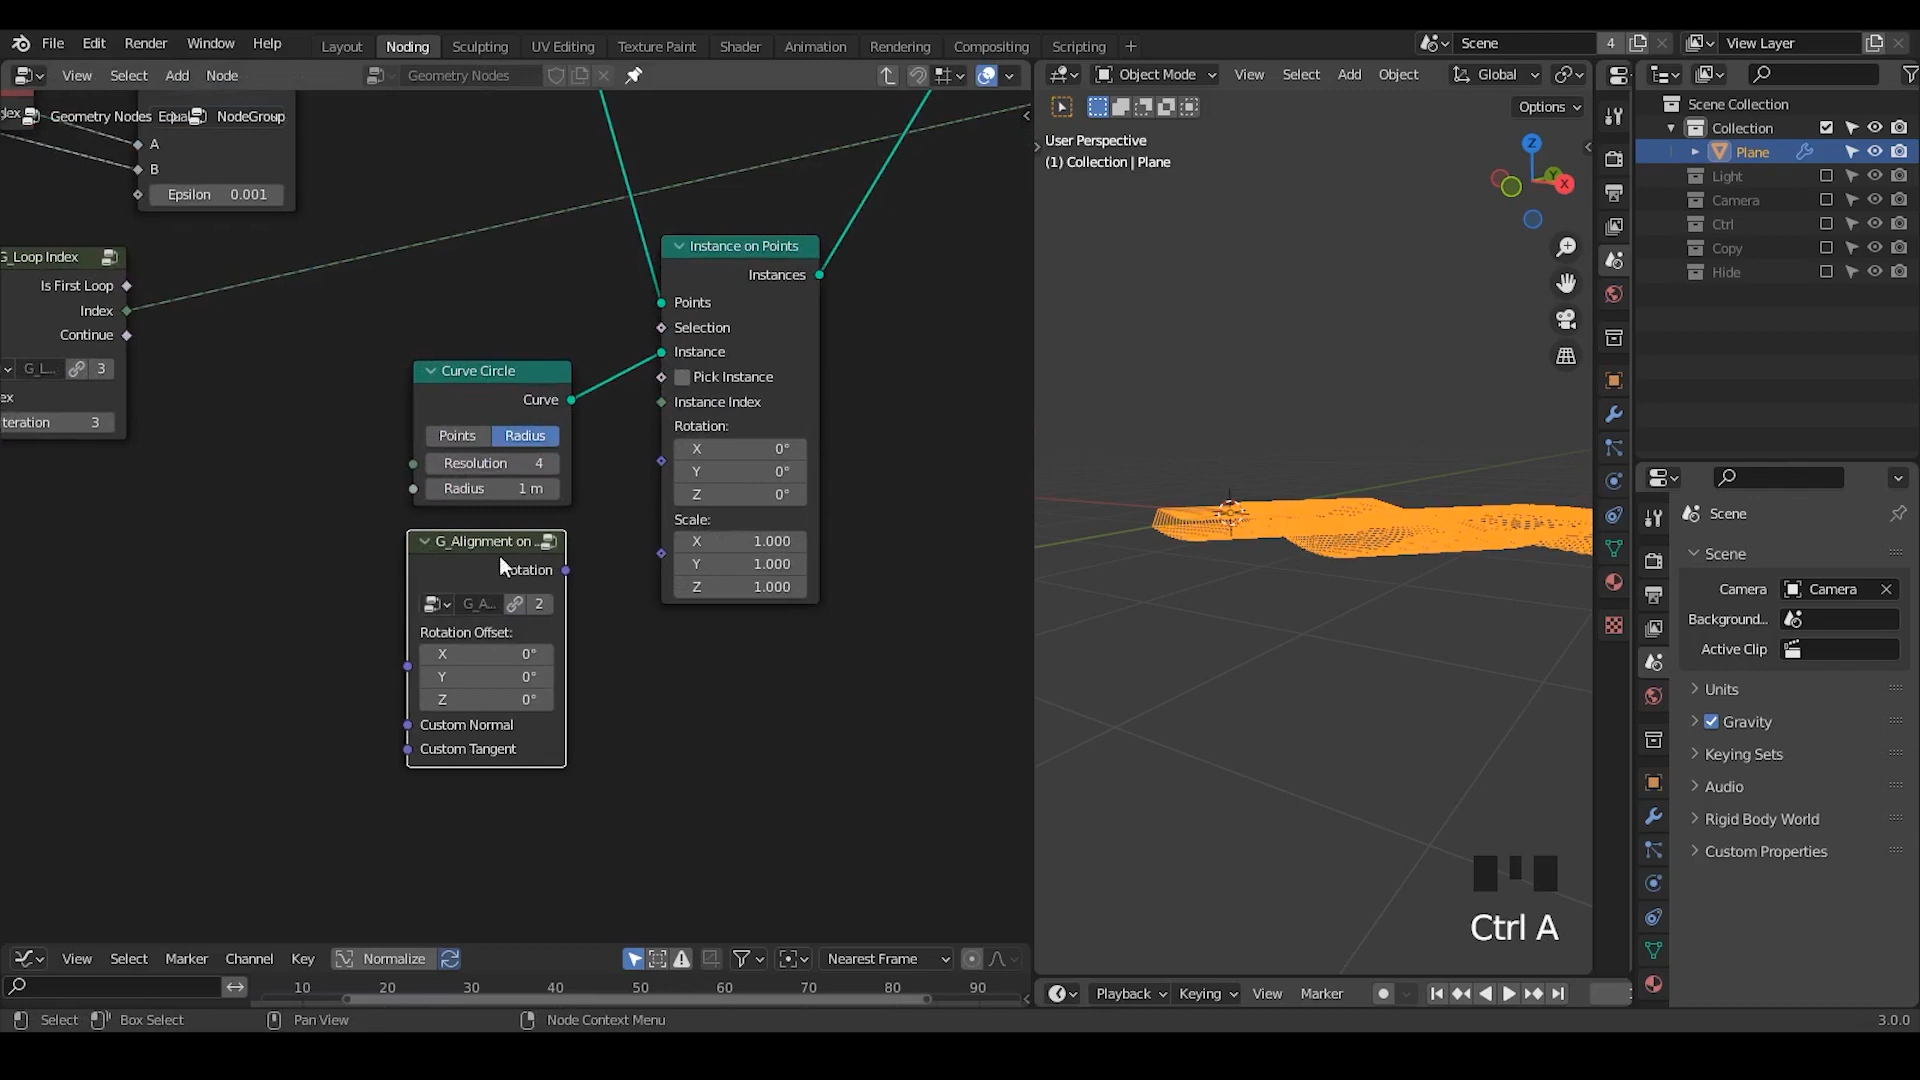 File Edit Render Window Help
Layout Noding Sculpting UV Editing Texture Paint Shader Animation Rendering Compositing Scripting
Scene 4 View Layer
View Select Add Node Geometry Nodes
Object Mode View Select Add Object Global
Options
Geometry Nodes NodeGroup
A
B
Epsilon 0.001
G_Loop Index
Is First Loop
Index
Continue
G_L... 3
ex
teration 3
Curve Circle
Curve
Points Radius
Resolution 4
Radius 1 m
G_Alignment on ...
otation
G_A... 2
Rotation Offset:
X 0°
Y 0°
Z 0°
Custom Normal
Custom Tangent
Instance on Points
Instances
Points
Selection
Instance
Pick Instance
Instance Index
Rotation:
X 0°
Y 0°
Z 0°
Scale:
X 1.000
Y 1.000
Z 1.000
User Perspective
(1) Collection | Plane
Z
Y
X
Ctrl A
Scene Collection
Collection
Plane
Light
Camera
Ctrl
Copy
Hide
Scene
Scene
Camera Camera
Background...
Active Clip
Units
Gravity
Keying Sets
Audio
Rigid Body World
Custom Properties
View Select Marker Channel Key Normalize Nearest Frame
10 20 30 40 50 60 70 80 90
Playback Keying View Marker
Select Box Select Pan View Node Context Menu 3.0.0